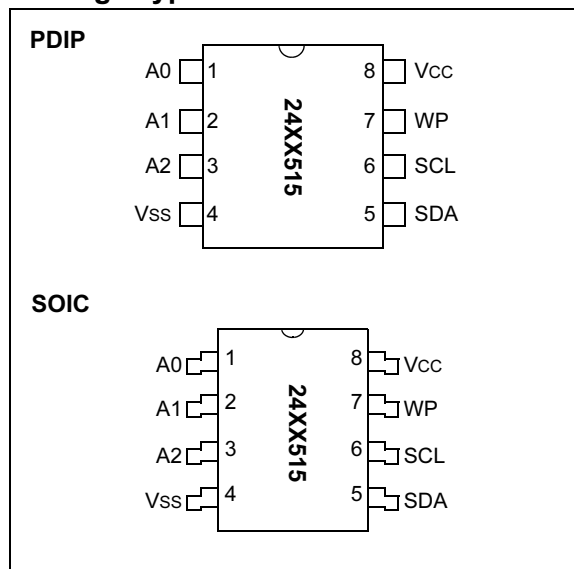 PDIP
A0 1 8 Vcc
A1 2 7 WP
A2 3 6 SCL
Vss 4 5 SDA
24XX515
SOIC
A0 1 8 Vcc
A1 2 7 WP
A2 3 6 SCL
Vss 4 5 SDA
24XX515